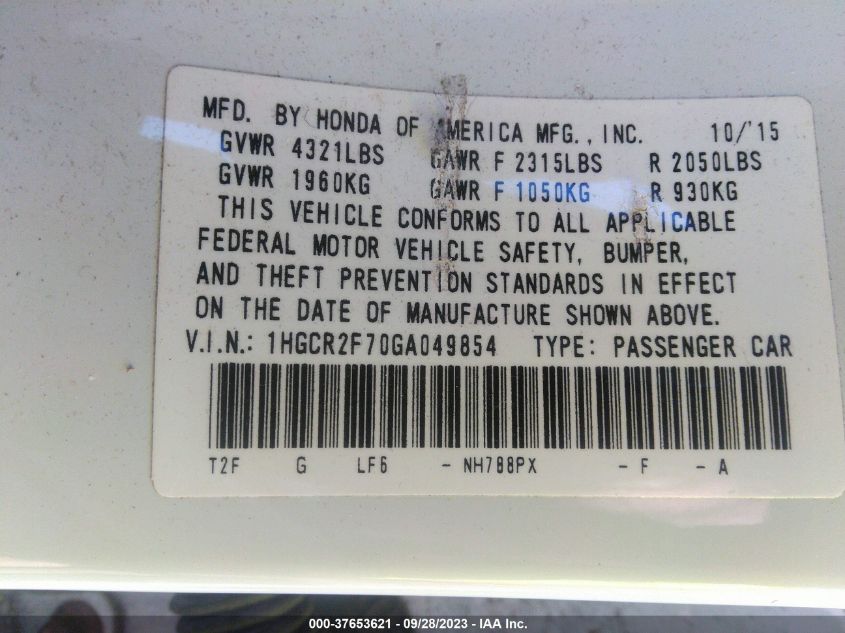 MFD. BY HONDA OF AMERICA MFG., INC. 10/'15
GVWR 4321LBS GAWR F 2315LBS R 2050LBS
GVWR 1960KG GAWR F 1050KG R 930KG
THIS VEHICLE CONFORMS TO ALL APPLICABLE
FEDERAL MOTOR VEHICLE SAFETY, BUMPER,
AND THEFT PREVENTION STANDARDS IN EFFECT
ON THE DATE OF MANUFACTURE SHOWN ABOVE.
V.I.N.: 1HGCR2F70GA049854 TYPE: PASSENGER CAR
T2F G LF6 - NH788PX - F - A
000-37653621 - 09/28/2023 - IAA Inc.